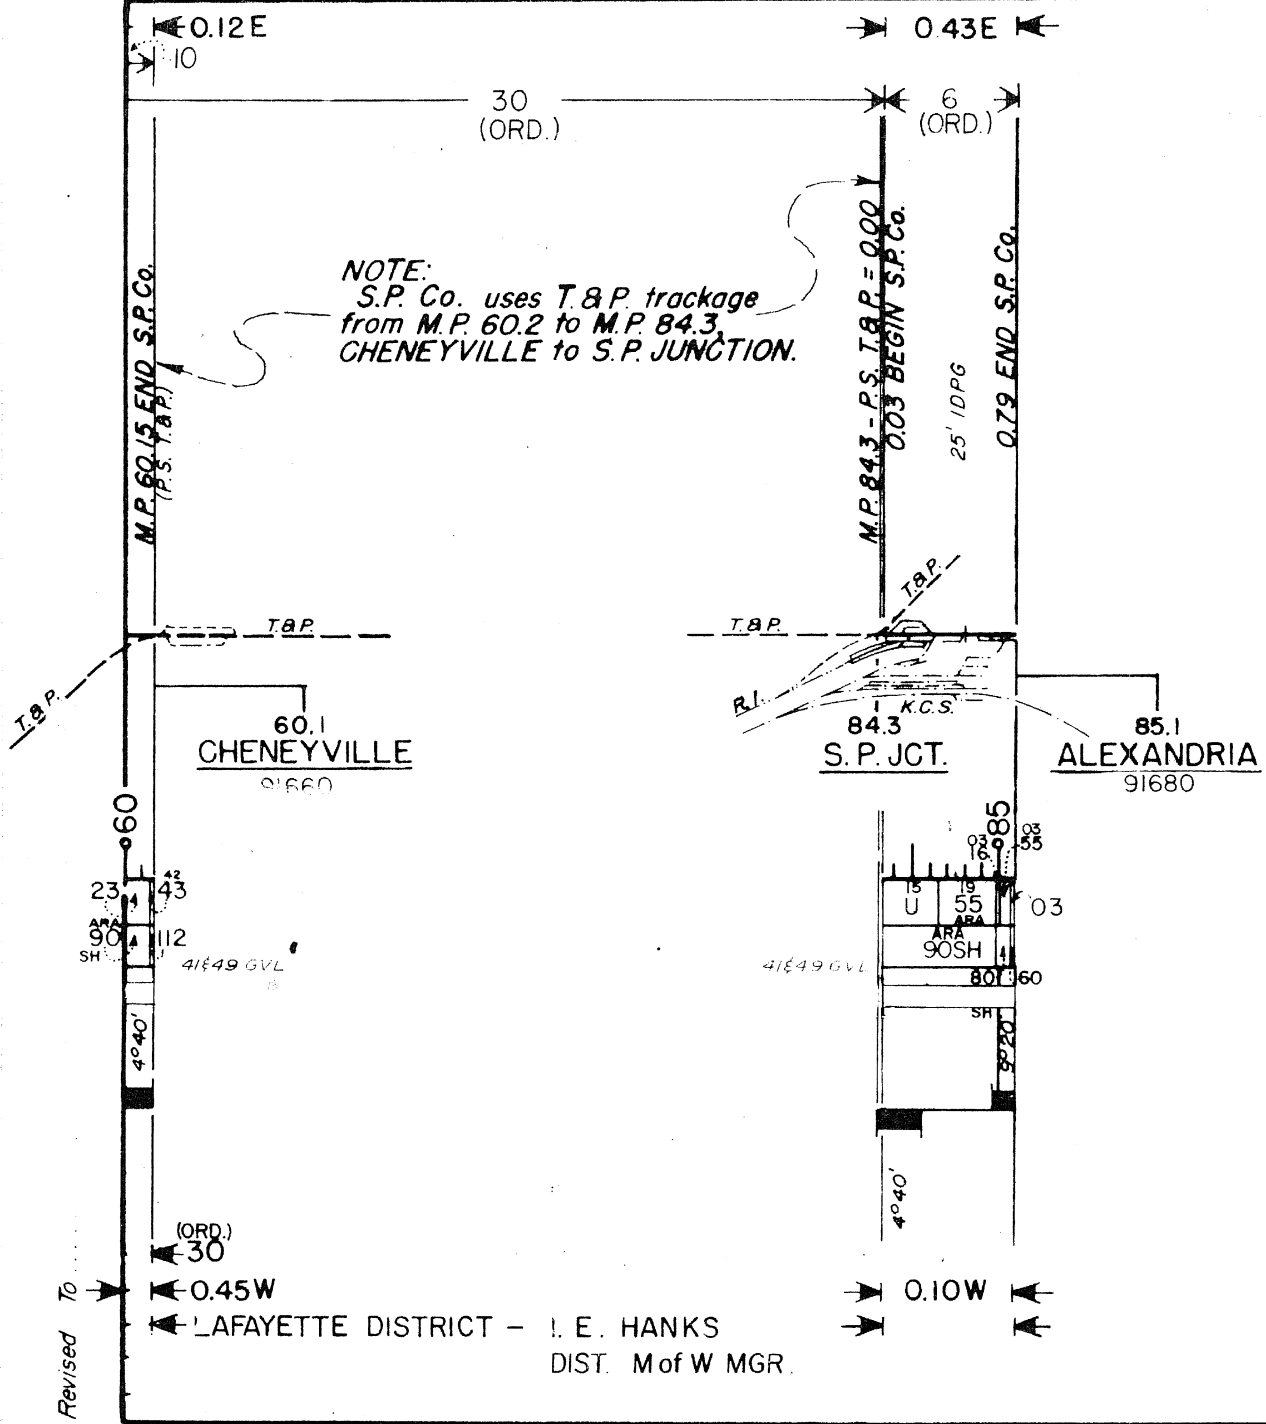 0.12E
0.43E
10
30
(ORD.)
6
(ORD.)
NOTE:
S.P. Co. uses T.&P. trackage
from M.P. 60.2 to M.P. 84.3,
CHENEYVILLE to S.P. JUNCTION.
M.P. 60.15 END S.P. Co.
(P.S. T.&P.)
M.P. 84.3 - P.S. T.&P. = 0.00
0.03 BEGIN S.P. Co.
25' IDPG
0.79 END S.P. Co.
T.&P.
T.&P.
T.&P.
T.&P.
R.I.
K.C.S.
60.1
CHENEYVILLE
91660
84.3
S.P. JCT.
85.1
ALEXANDRIA
91680
60
85
03
16
03
55
42
23
43
ARA
90
SH
112
41&49 GVL
15
U
19
55
ARA
03
ARA
90SH
41&49 GVL
80
60
SH
4°40'
9°20'
4°40'
(ORD.)
30
0.45W
0.10W
LAFAYETTE DISTRICT - I. E. HANKS
DIST. M of W MGR.
Revised To